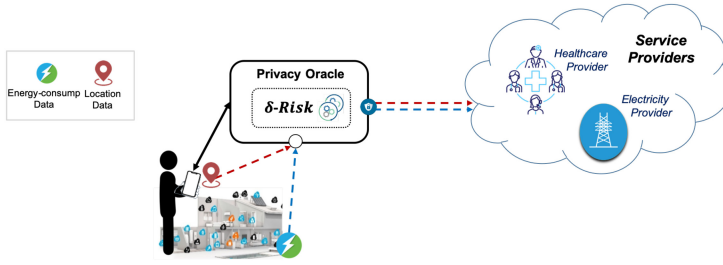 Energy-consump
Data
Location
Data
Privacy Oracle
δ-Risk
Healthcare
Provider
Service
Providers
Electricity
Provider